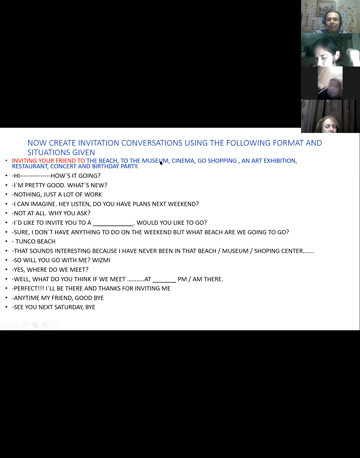 NOW CREATE INVITATION CONVERSATIONS USING THE FOLLOWING FORMAT AND
SITUATIONS GIVEN
• INVITING YOUR FRIEND TO THE BEACH, TO THE MUSEUM, CINEMA, GO SHOPPING , AN ART EXHIBITION,
RESTAURANT, CONCERT AND BIRTHDAY PARTY.
• -HI---------------HOW´S IT GOING?
• -I´M PRETTY GOOD. WHAT´S NEW?
• -NOTHING, JUST A LOT OF WORK
• -I CAN IMAGINE. HEY LISTEN, DO YOU HAVE PLANS NEXT WEEKEND?
• -NOT AT ALL. WHY YOU ASK?
• -I´D LIKE TO INVITE YOU TO A ____________. WOULD YOU LIKE TO GO?
• -SURE, I DON´T HAVE ANYTHING TO DO ON THE WEEKEND BUT WHAT BEACH ARE WE GOING TO GO?
• - TUNCO BEACH
• -THAT SOUNDS INTERESTING BECAUSE I HAVE NEVER BEEN IN THAT BEACH / MUSEUM / SHOPING CENTER.......
• -SO WILL YOU GO WITH ME? WIZMI
• -YES, WHERE DO WE MEET?
• -WELL, WHAT DO YOU THINK IF WE MEET ...........AT _______ PM / AM THERE.
• -PERFECT!!! I´LL BE THERE AND THANKS FOR INVITING ME
• -ANYTIME MY FRIEND, GOOD BYE
• -SEE YOU NEXT SATURDAY, BYE